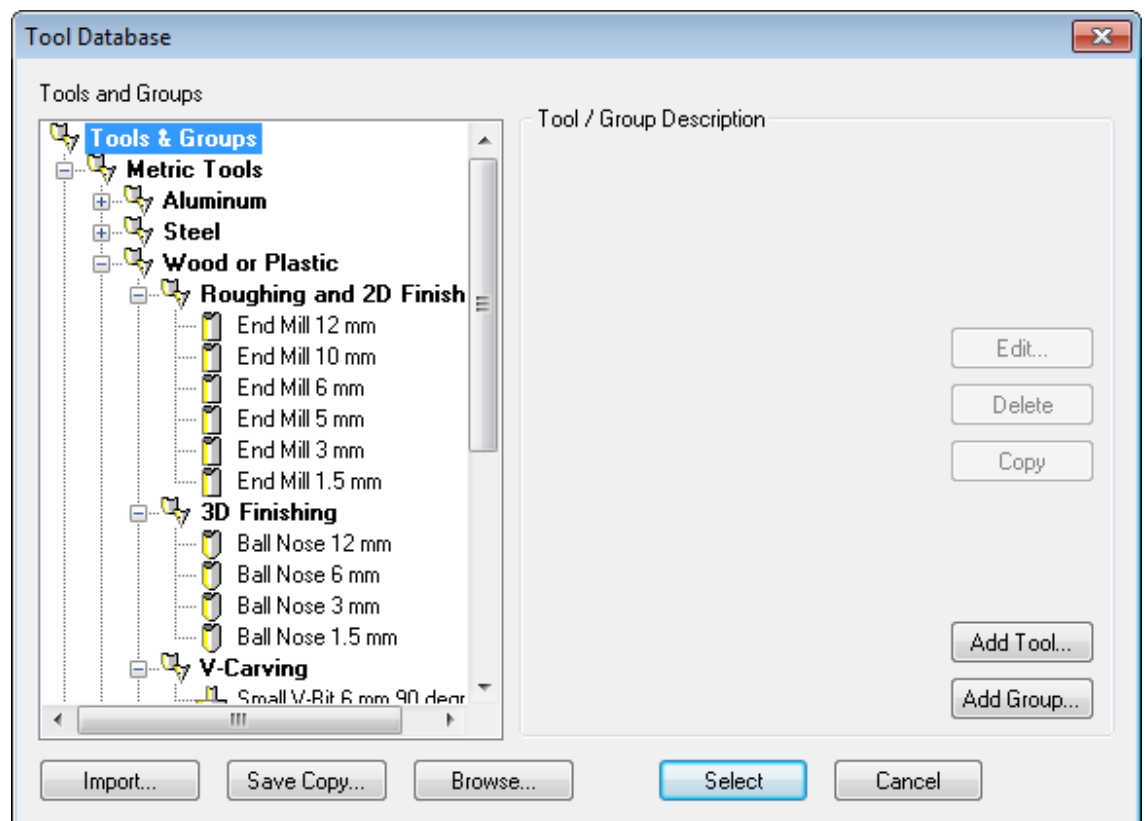 Tool Database
Tools and Groups
Tools & Groups
Metric Tools
Aluminum
Steel
Wood or Plastic
Roughing and 2D Finish
End Mill 12 mm
End Mill 10 mm
End Mill 6 mm
End Mill 5 mm
End Mill 3 mm
End Mill 1.5 mm
3D Finishing
Ball Nose 12 mm
Ball Nose 6 mm
Ball Nose 3 mm
Ball Nose 1.5 mm
V-Carving
Small V-Bit 6 mm 90 degr
Tool / Group Description
Edit...
Delete
Copy
Add Tool...
Add Group...
Import...
Save Copy...
Browse...
Select
Cancel